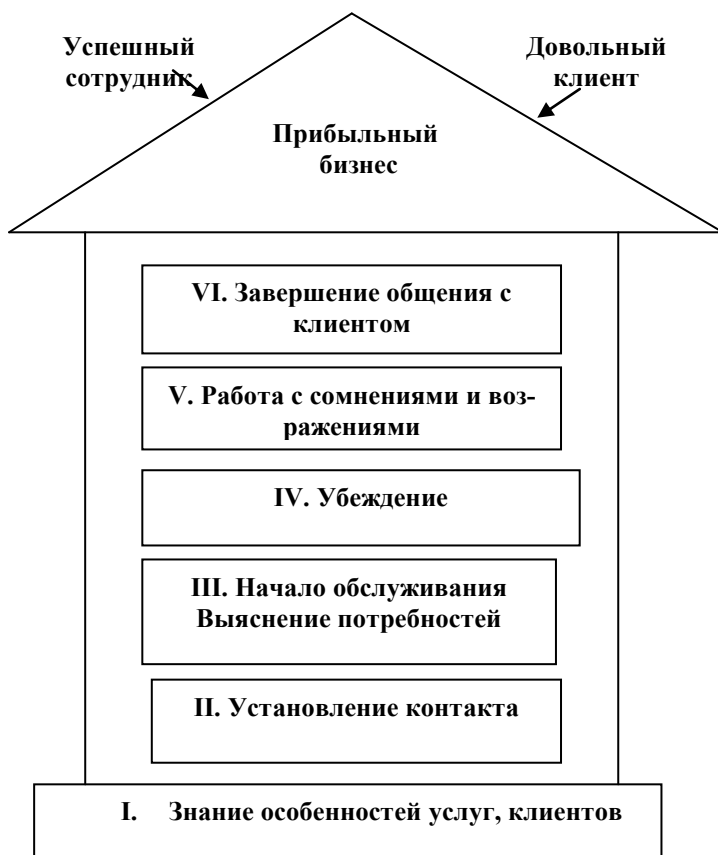 Успешный
сотрудник
Довольный
клиент
Прибыльный
бизнес
VI. Завершение общения с
клиентом
V. Работа с сомнениями и воз-
ражениями
IV. Убеждение
III. Начало обслуживания
Выяснение потребностей
II. Установление контакта
I. Знание особенностей услуг, клиентов